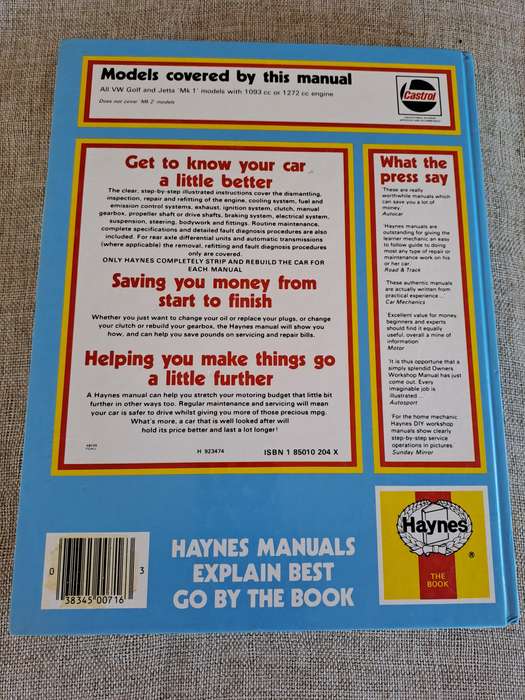 Models covered by this manual
All VW Golf and Jetta 'Mk 1' models with 1093 cc or 1272 cc engine
Does not cover 'Mk 2' models
Castrol
Get to know your car
a little better
The clear, step-by-step illustrated instructions cover the dismantling,
inspection, repair and refitting of the engine, cooling system, fuel and
emission control systems, exhaust, ignition system, clutch, manual
gearbox, propeller shaft or drive shafts, braking system, electrical system,
suspension, steering, bodywork and fittings. Routine maintenance,
complete specifications and detailed fault diagnosis procedures are also
included. For rear axle differential units and automatic transmissions
(where applicable) the removal, refitting and fault diagnosis procedures
only are covered.
ONLY HAYNES COMPLETELY STRIP AND REBUILD THE CAR FOR
EACH MANUAL
Saving you money from
start to finish
Whether you just want to change your oil or replace your plugs, or change
your clutch or rebuild your gearbox, the Haynes manual will show you
how, and can help you save pounds on servicing and repair bills.
Helping you make things go
a little further
A Haynes manual can help you stretch your motoring budget that little bit
further in other ways too. Regular maintenance and servicing will mean
your car is safer to drive whilst giving you more of those precious mpg.
What's more, a car that is well looked after will
hold its price better and last a lot longer!
H 923474
ISBN 1 85010 204 X
What the
press say
'These are really
worthwhile manuals which
can save you a lot of
money.
Autocar
'Haynes manuals are
outstanding for giving the
learner mechanic an easy
to follow guide to doing
most any type of repair or
maintenance work on his
or her car.
Road & Track
'These authentic manuals
are actually written from
practical experience ...'
Car Mechanics
Excellent value for money,
beginners and experts
should find it equally
useful, overall a mine of
information
Motor
'It is thus opportune that a
simply splendid Owners
Workshop Manual has just
come out. Every
imaginable job is
illustrated
Autosport
'For the home mechanic
Haynes DIY workshop
manuals show clearly
step-by-step service
operations in pictures.
Sunday Mirror
0 38345 00716 3
HAYNES MANUALS
EXPLAIN BEST
GO BY THE BOOK
Haynes
®
THE
BOOK